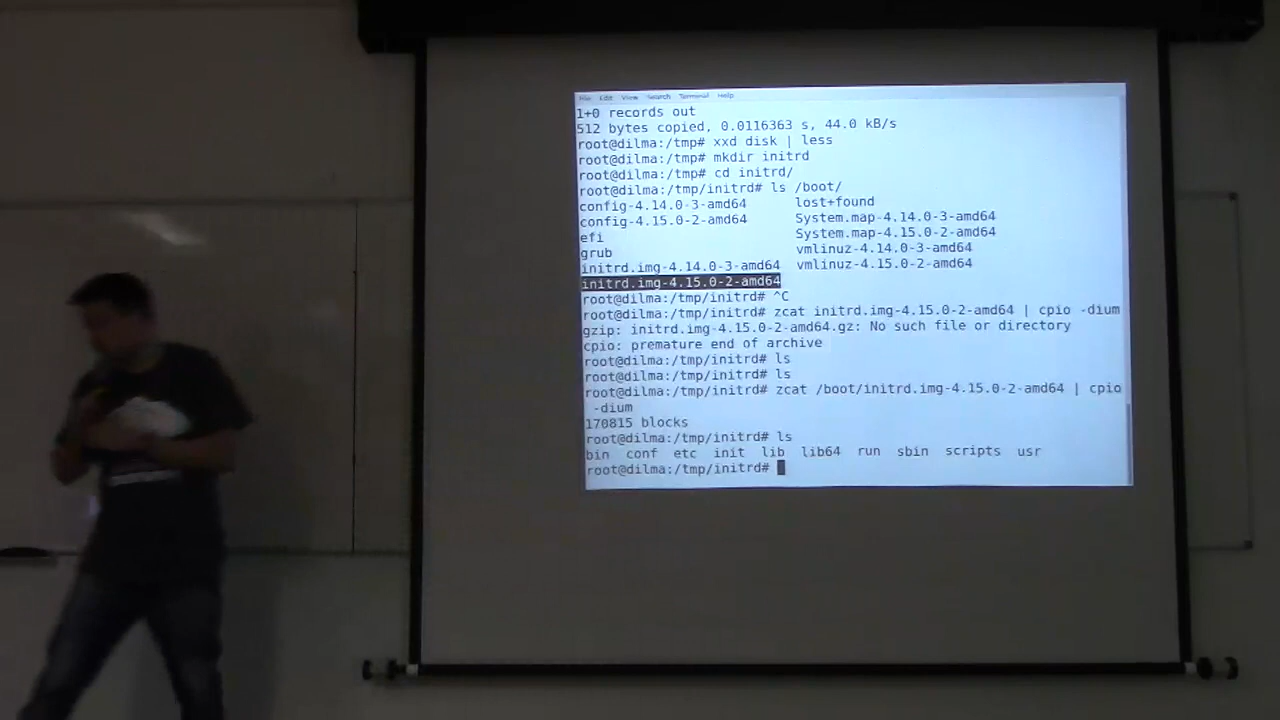 File Edit View Search Terminal Help
1+0 records out
512 bytes copied, 0.0116363 s, 44.0 kB/s
root@dilma:/tmp# xxd disk | less
root@dilma:/tmp# mkdir initrd
root@dilma:/tmp# cd initrd/
root@dilma:/tmp/initrd# ls /boot/
config-4.14.0-3-amd64 lost+found
config-4.15.0-2-amd64 System.map-4.14.0-3-amd64
efi System.map-4.15.0-2-amd64
grub vmlinuz-4.14.0-3-amd64
initrd.img-4.14.0-3-amd64 vmlinuz-4.15.0-2-amd64
initrd.img-4.15.0-2-amd64
root@dilma:/tmp/initrd# ^C
root@dilma:/tmp/initrd# zcat initrd.img-4.15.0-2-amd64 | cpio -dium
gzip: initrd.img-4.15.0-2-amd64.gz: No such file or directory
cpio: premature end of archive
root@dilma:/tmp/initrd# ls
root@dilma:/tmp/initrd# ls
root@dilma:/tmp/initrd# zcat /boot/initrd.img-4.15.0-2-amd64 | cpio
-dium
170815 blocks
root@dilma:/tmp/initrd# ls
bin conf etc init lib lib64 run sbin scripts usr
root@dilma:/tmp/initrd#